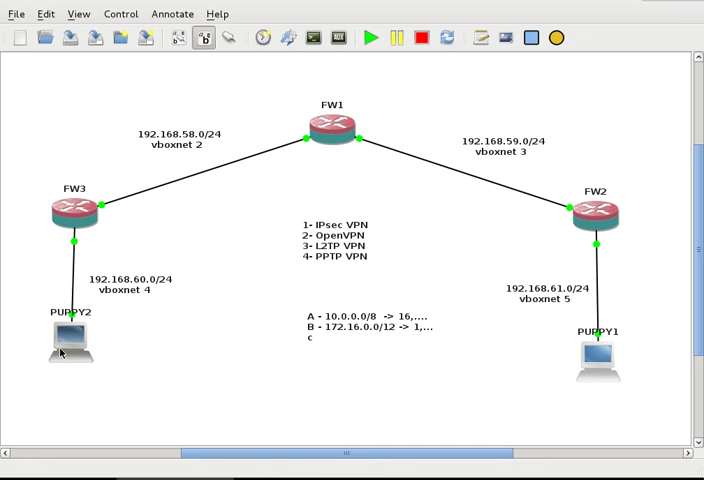 File Edit View Control Annotate Help
FW1
192.168.58.0/24
vboxnet 2
192.168.59.0/24
vboxnet 3
FW3
FW2
1- IPsec VPN
2- OpenVPN
3- L2TP VPN
4- PPTP VPN
192.168.60.0/24
vboxnet 4
192.168.61.0/24
vboxnet 5
PUPPY2
A - 10.0.0.0/8 -> 16,....
B - 172.16.0.0/12 -> 1,...
c
PUPPY1